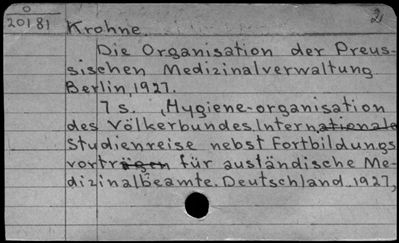 O
20181
2
Krohne.
Die Organisation der Preus-
sischen Medizinalverwaltung
Berlin, 1927.
7 s. (Hygiene-organisation
des Völkerbundes. Internationale
Studienreise nebst Fortbildungs
vorträgen für ausländische Me-
dizinalbeamte. Deutschland 1927,